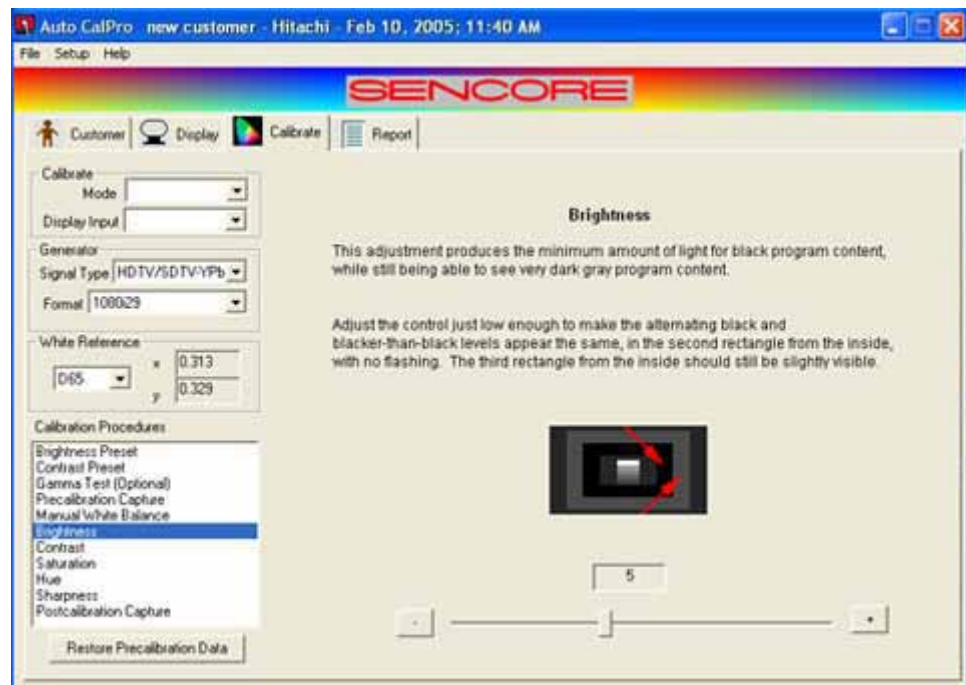 Auto CalPro new customer - Hitachi - Feb 10, 2005; 11:40 AM
File Setup Help
SENCORE
Customer Display Calibrate Report
Calibrate
Mode
Display Input
Generator
Signal Type HDTV/SDTV-YPb
Format 1080i29
White Reference
D65 x 0.313
y 0.329
Calibration Procedures
Brightness Preset
Contrast Preset
Gamma Test (Optional)
Precalibration Capture
Manual White Balance
Brightness
Contrast
Saturation
Hue
Sharpness
Postcalibration Capture
Restore Precalibration Data
Brightness
This adjustment produces the minimum amount of light for black program content,
while still being able to see very dark gray program content.
Adjust the control just low enough to make the alternating black and
blacker-than-black levels appear the same, in the second rectangle from the inside,
with no flashing. The third rectangle from the inside should still be slightly visible.
5
- +